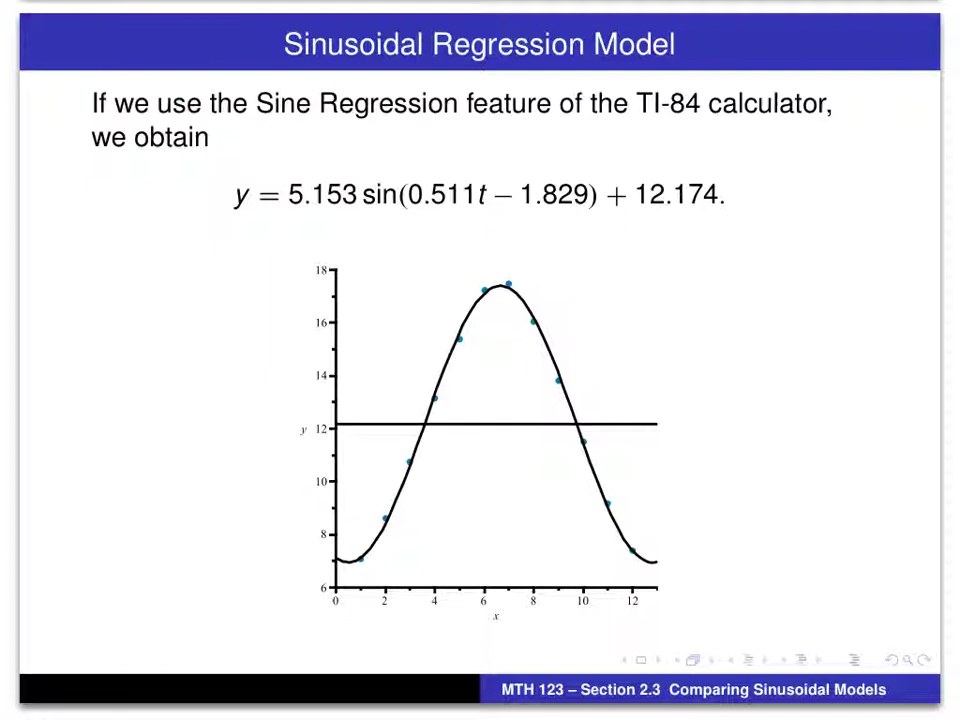 Sinusoidal Regression Model
If we use the Sine Regression feature of the TI-84 calculator,
we obtain
y = 5.153 sin(0.511t − 1.829) + 12.174.
18
16
14
y 12
10
8
6
0 2 4 6 8 10 12
x
MTH 123 – Section 2.3 Comparing Sinusoidal Models